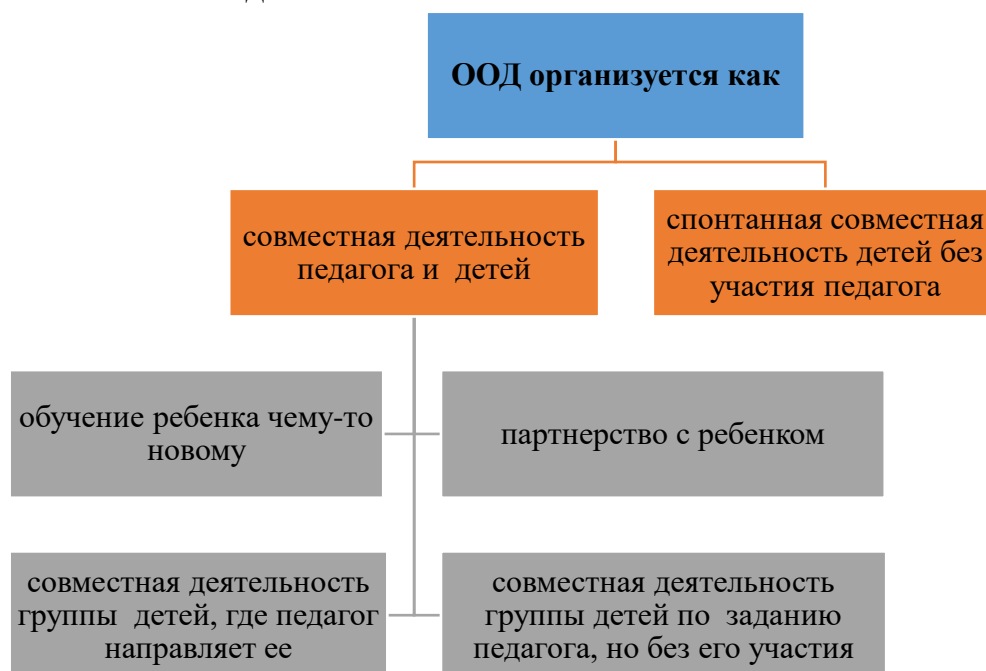 ООД организуется как
совместная деятельность
педагога и детей
спонтанная совместная
деятельность детей без
участия педагога
обучение ребенка чему-то
новому
партнерство с ребенком
совместная деятельность
группы детей, где педагог
направляет ее
совместная деятельность
группы детей по заданию
педагога, но без его участия